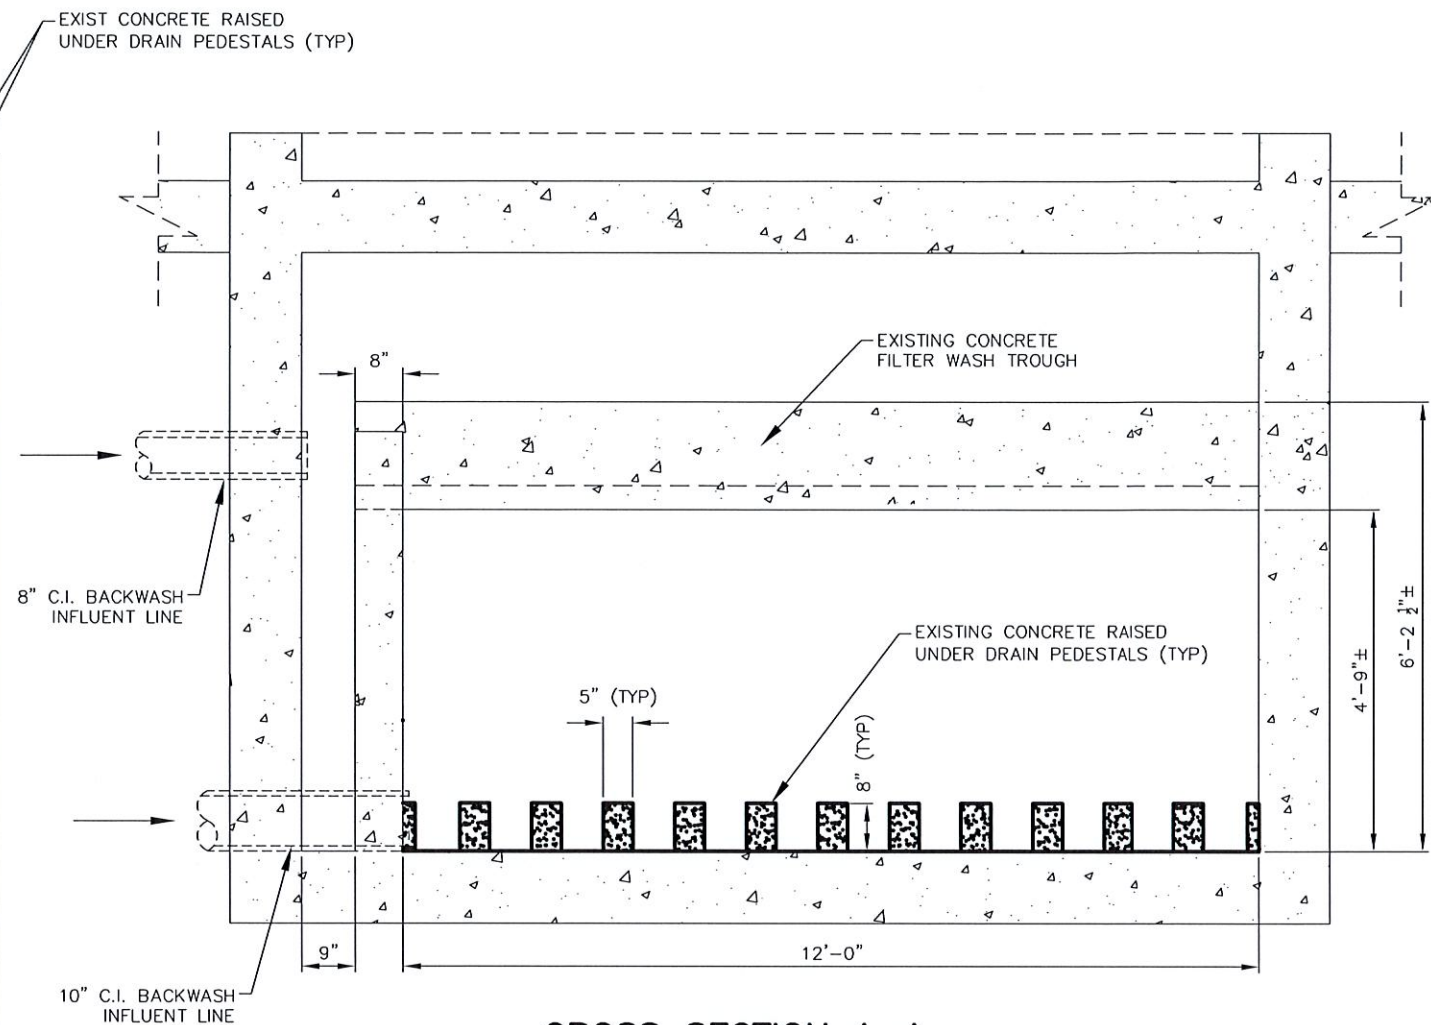 EXIST CONCRETE RAISED
UNDER DRAIN PEDESTALS (TYP)
EXISTING CONCRETE
FILTER WASH TROUGH
8"
8" C.I. BACKWASH
INFLUENT LINE
EXISTING CONCRETE RAISED
UNDER DRAIN PEDESTALS (TYP)
5" (TYP)
8" (TYP)
4'-9"±
6'-2 ½"±
9"
12'-0"
10" C.I. BACKWASH
INFLUENT LINE